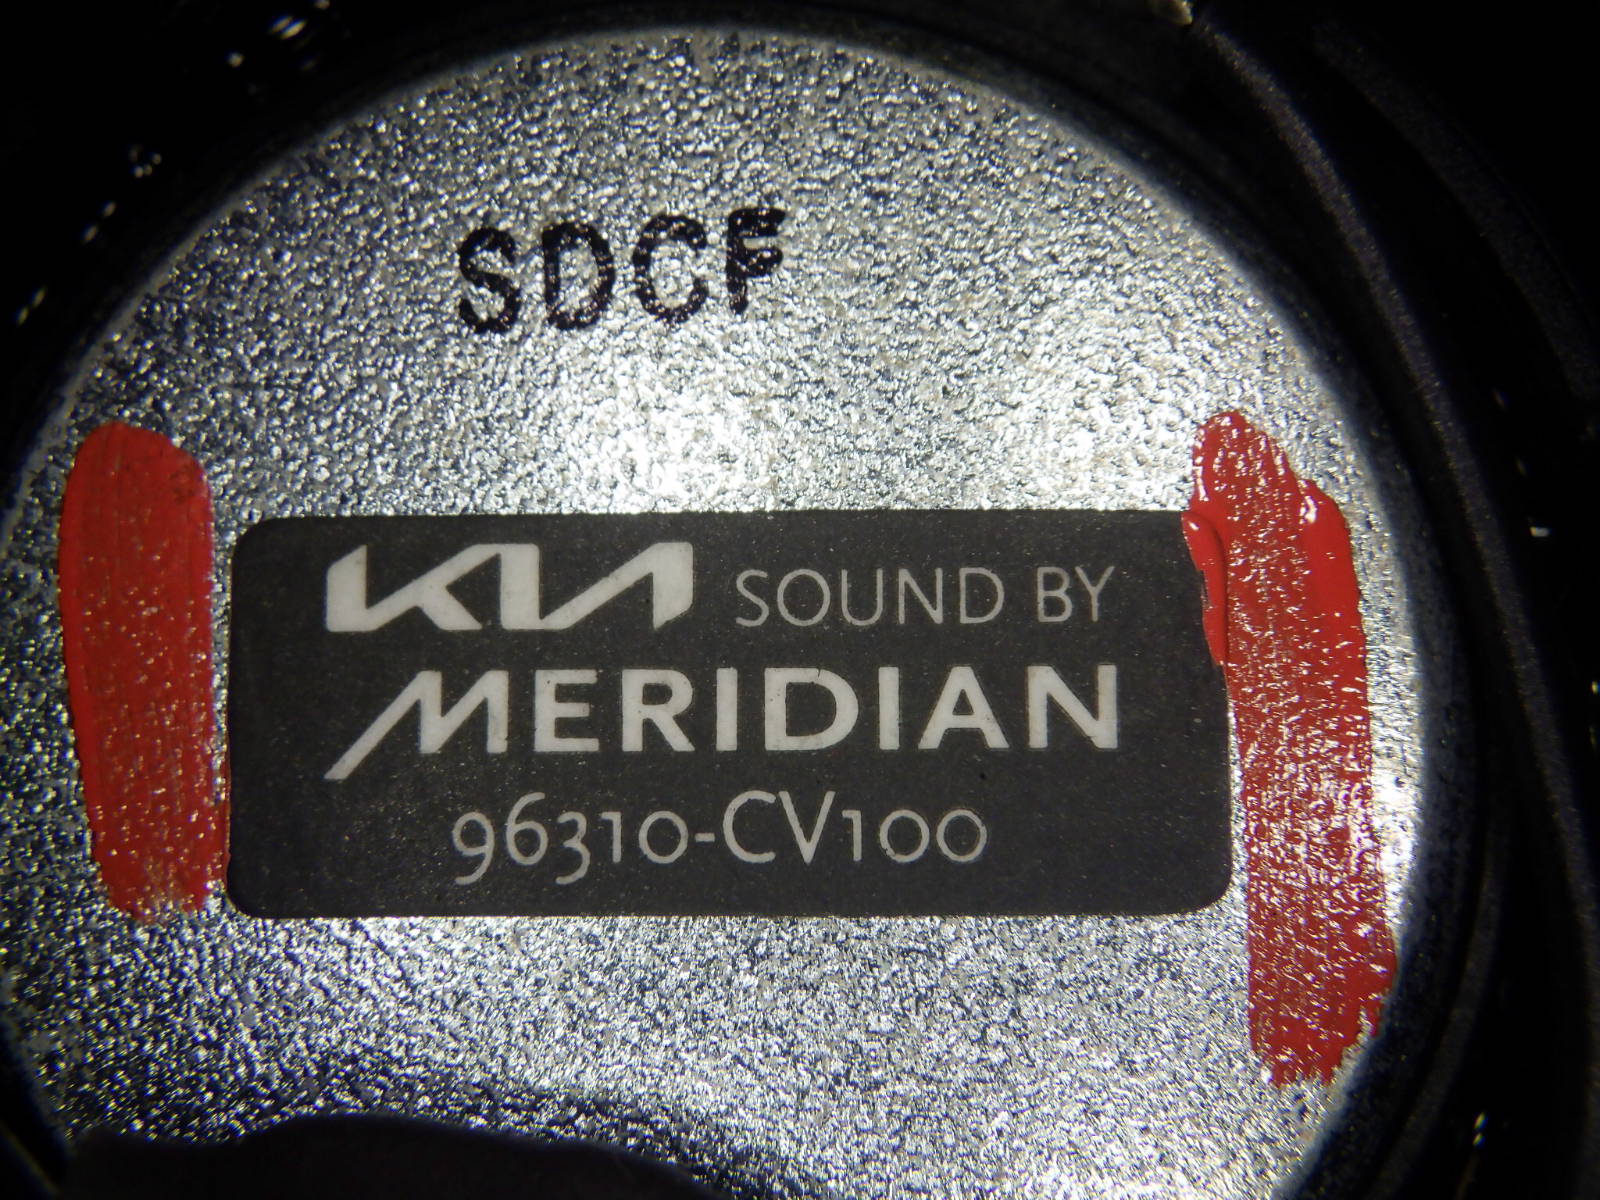 SDCF
KIA SOUND BY
MERIDIAN
96310-CV100